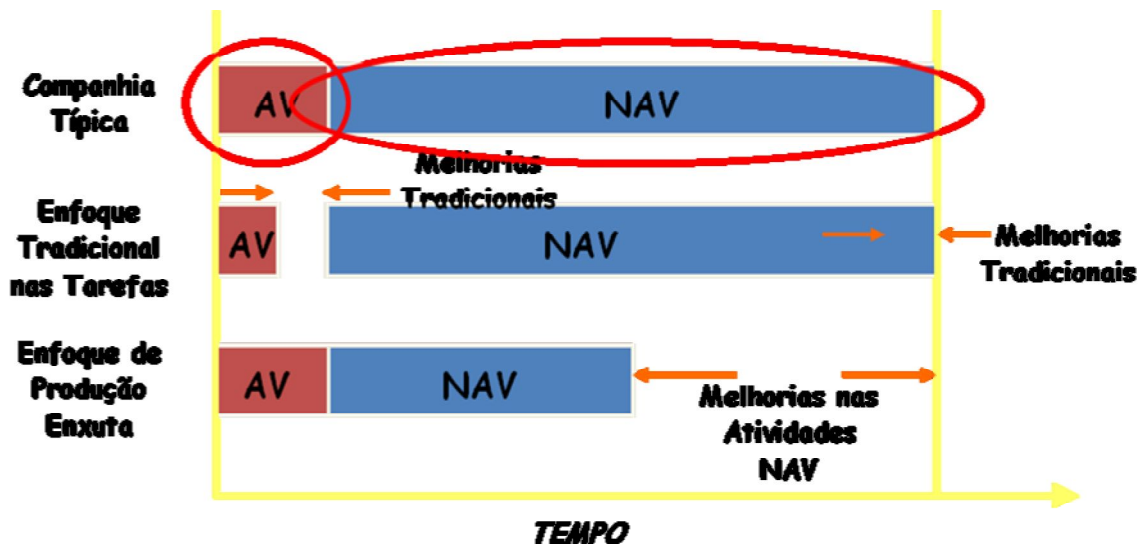 Companhia
Típica
AV
NAV
Melhorias
Tradicionais
Enfoque
Tradicional
nas Tarefas
AV
NAV
Melhorias
Tradicionais
Enfoque de
Produção
Enxuta
AV
NAV
Melhorias nas
Atividades
NAV
TEMPO